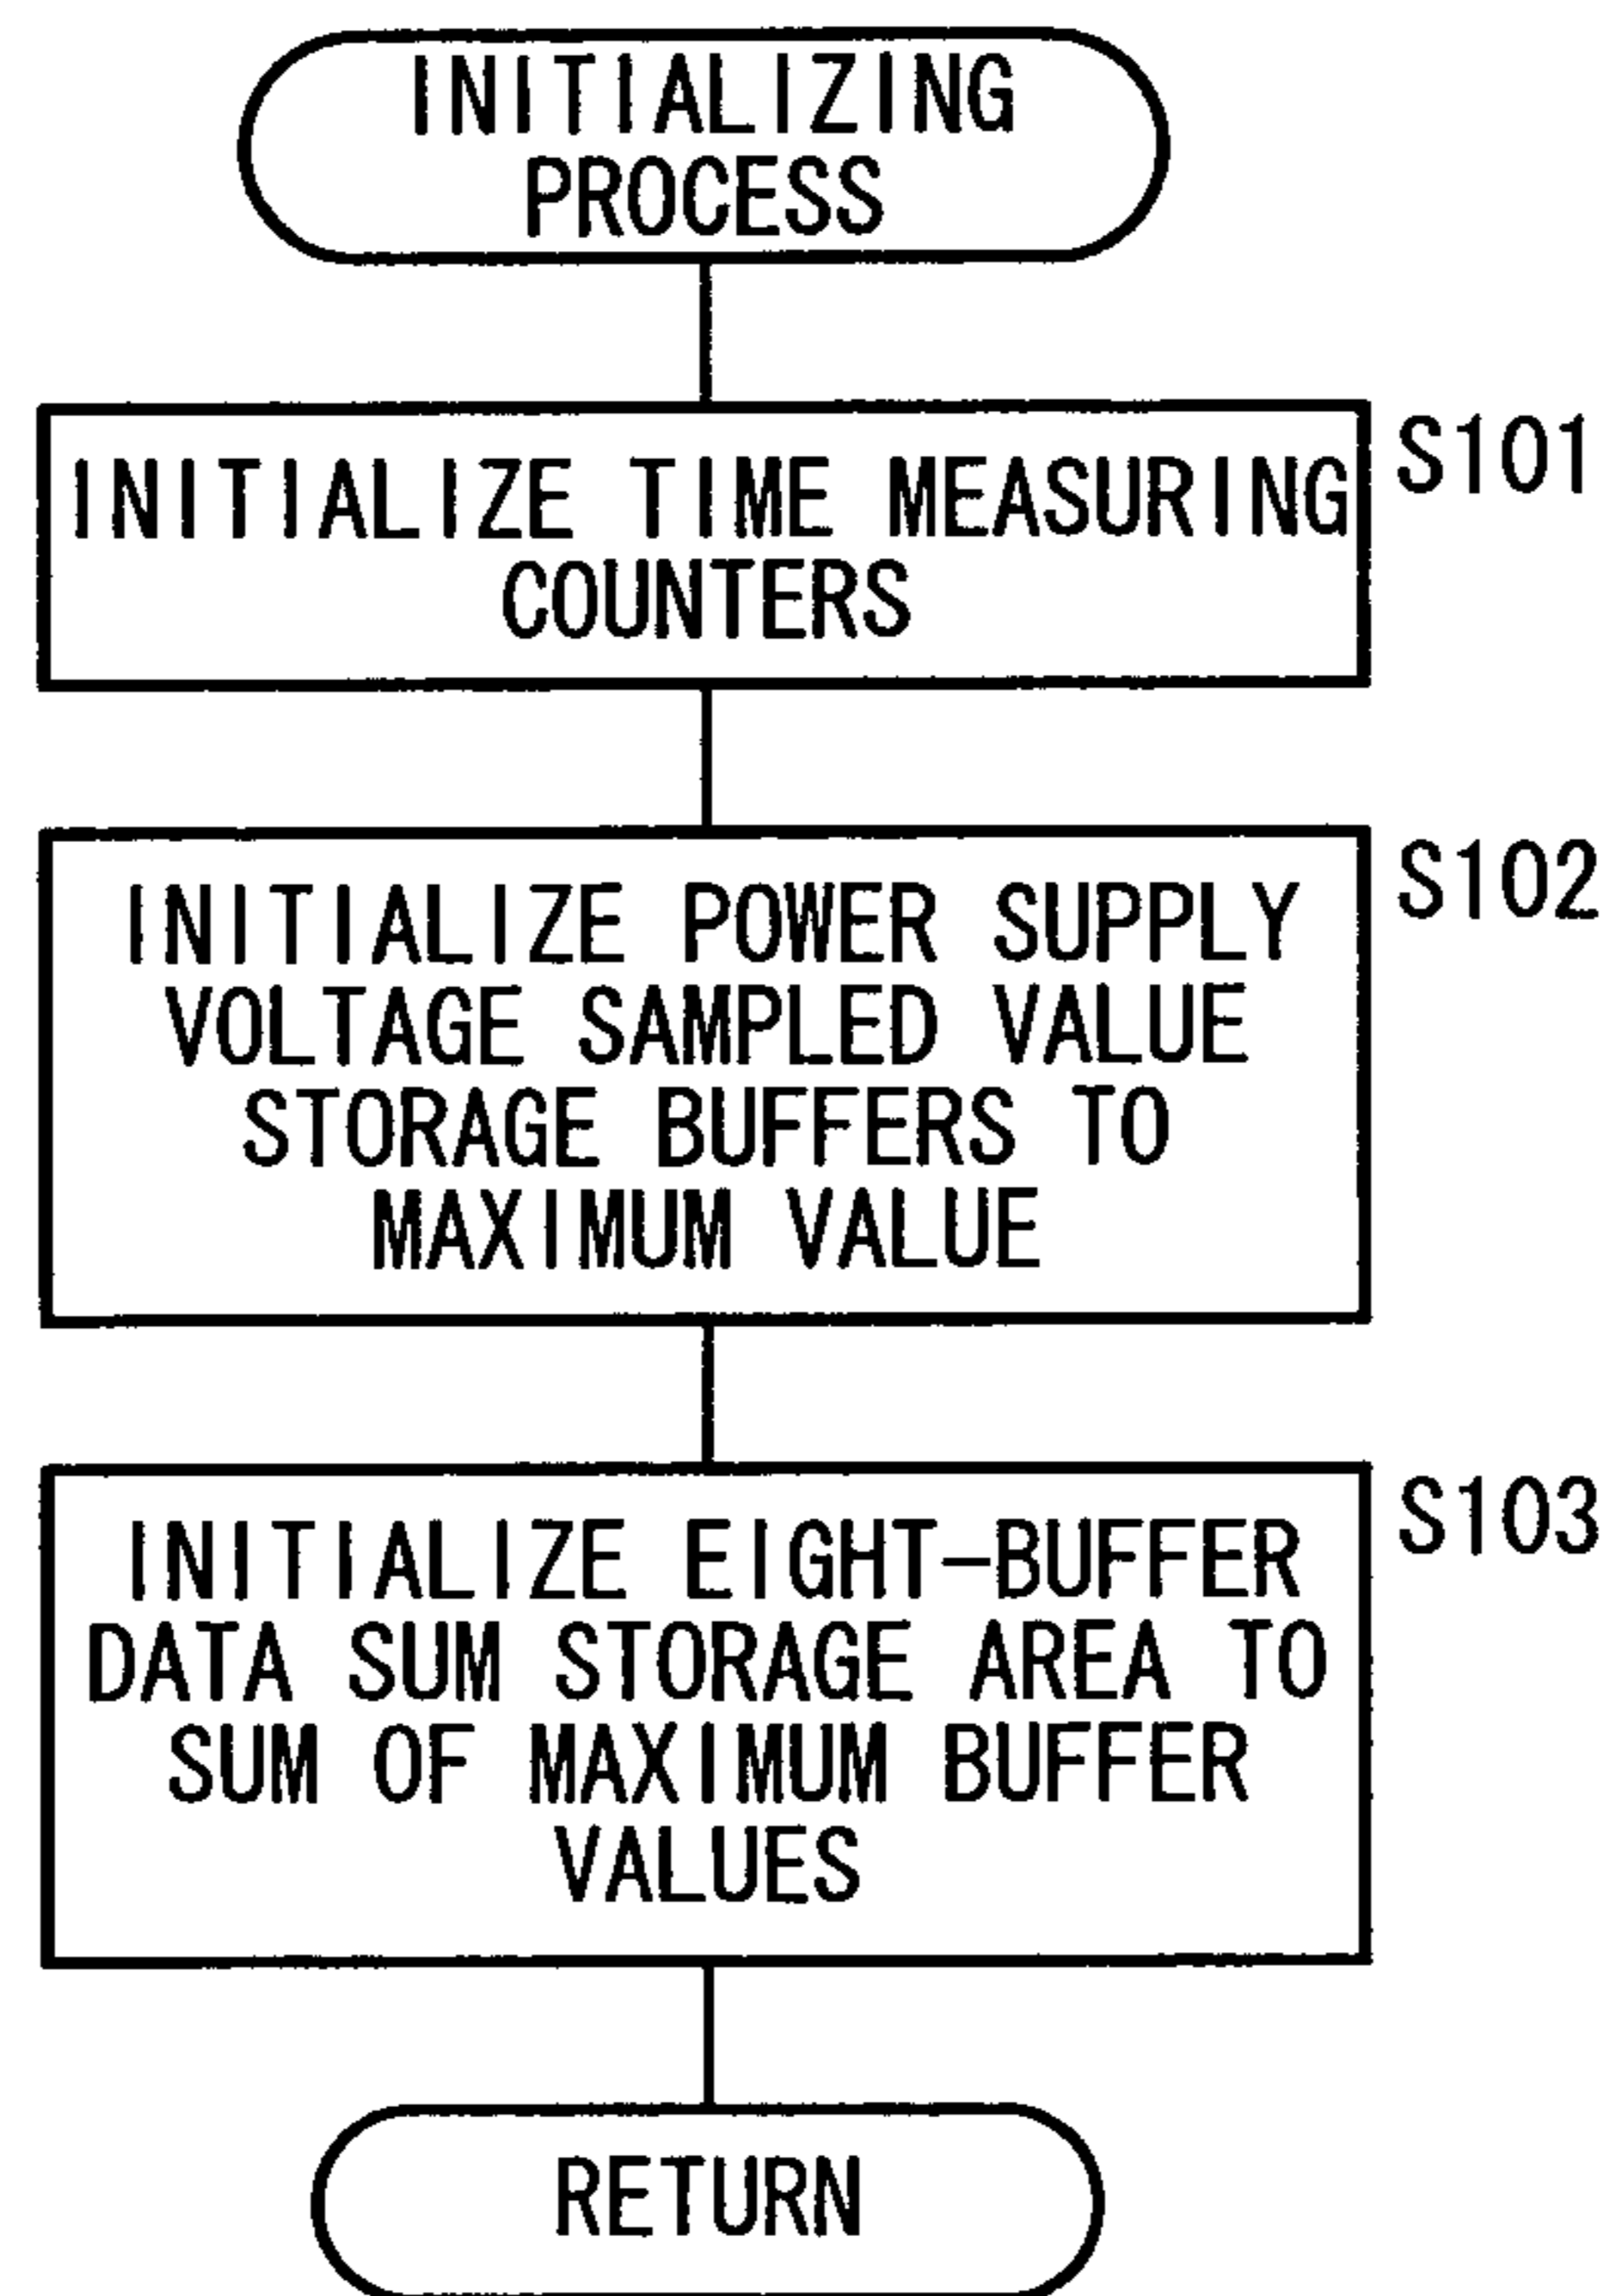 INITIALIZING
PROCESS
S101
INITIALIZE TIME MEASURING
COUNTERS
S102
INITIALIZE POWER SUPPLY
VOLTAGE SAMPLED VALUE
STORAGE BUFFERS TO
MAXIMUM VALUE
S103
INITIALIZE EIGHT-BUFFER
DATA SUM STORAGE AREA TO
SUM OF MAXIMUM BUFFER
VALUES
RETURN